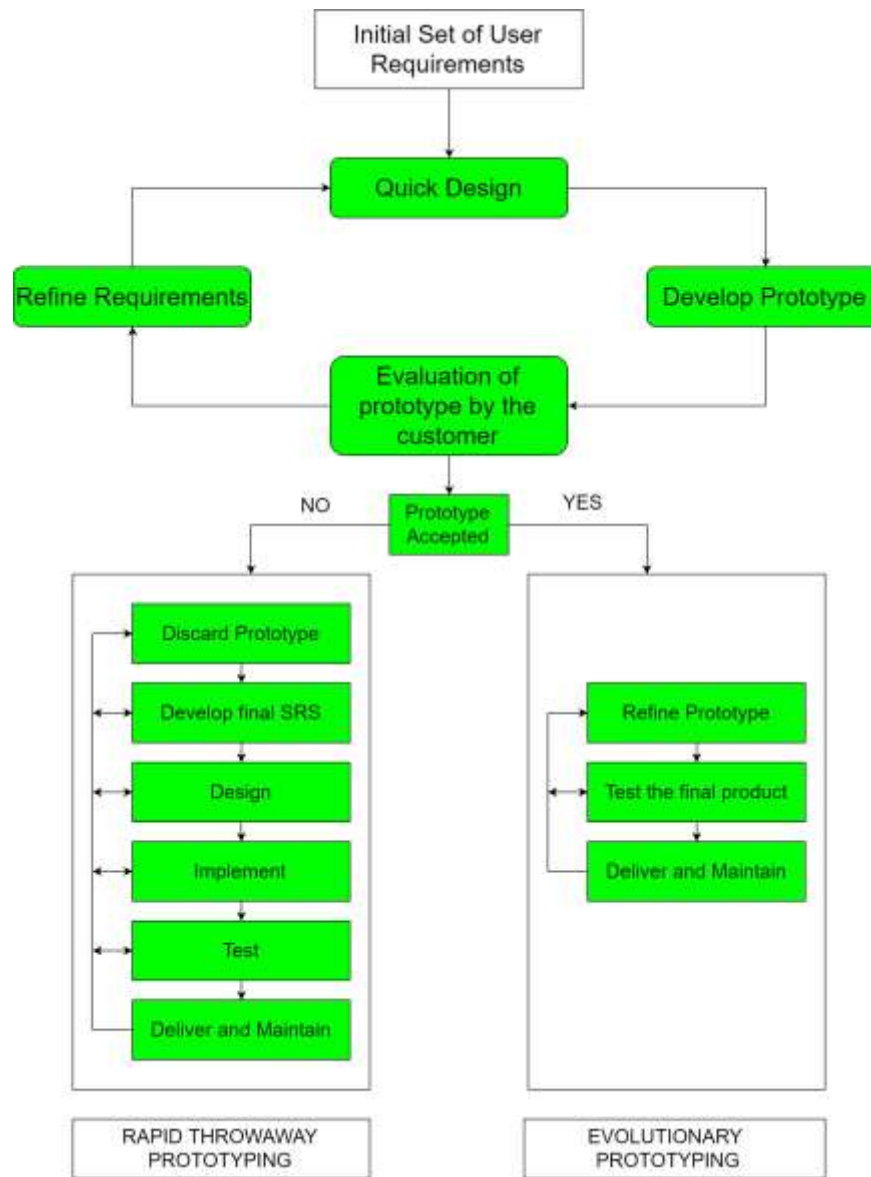 Initial Set of User
Requirements
Quick Design
Refine Requirements
Develop Prototype
Evaluation of
prototype by the
customer
NO
Prototype
Accepted
YES
Discard Prototype
Develop final SRS
Design
Implement
Test
Deliver and Maintain
Refine Prototype
Test the final product
Deliver and Maintain
RAPID THROWAWAY
PROTOTYPING
EVOLUTIONARY
PROTOTYPING